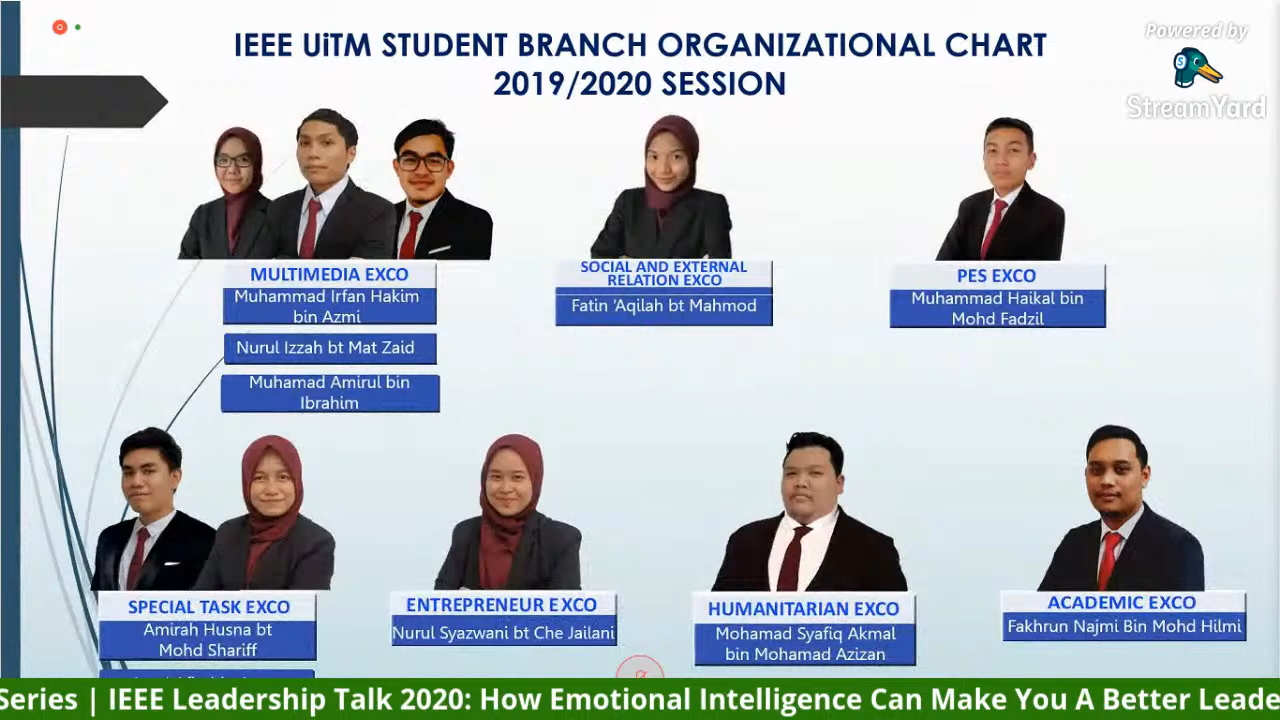 IEEE UiTM STUDENT BRANCH ORGANIZATIONAL CHART
2019/2020 SESSION
Powered by
StreamYard
MULTIMEDIA EXCO
Muhammad Irfan Hakim
bin Azmi
Nurul Izzah bt Mat Zaid
Muhamad Amirul bin
Ibrahim
SOCIAL AND EXTERNAL
RELATION EXCO
Fatin 'Aqilah bt Mahmod
PES EXCO
Muhammad Haikal bin
Mohd Fadzil
SPECIAL TASK EXCO
Amirah Husna bt
Mohd Shariff
ENTREPRENEUR EXCO
Nurul Syazwani bt Che Jailani
HUMANITARIAN EXCO
Mohamad Syafiq Akmal
bin Mohamad Azizan
ACADEMIC EXCO
Fakhrun Najmi Bin Mohd Hilmi
Series | IEEE Leadership Talk 2020: How Emotional Intelligence Can Make You A Better Leade